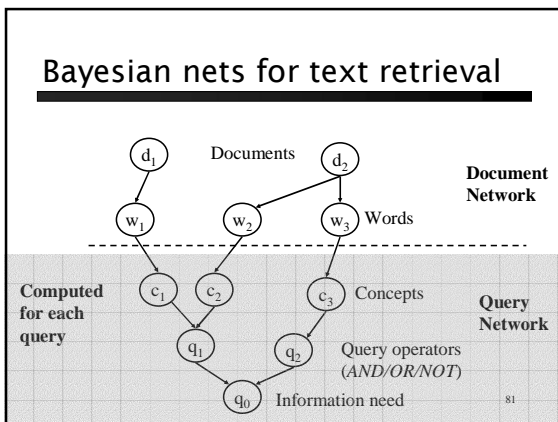 Bayesian nets for text retrieval
d1 Documents d2
Document
Network
w1 w2 w3 Words
Computed
for each
query
c1 c2 c3 Concepts
Query
Network
q1 q2 Query operators
(AND/OR/NOT)
q0 Information need
81